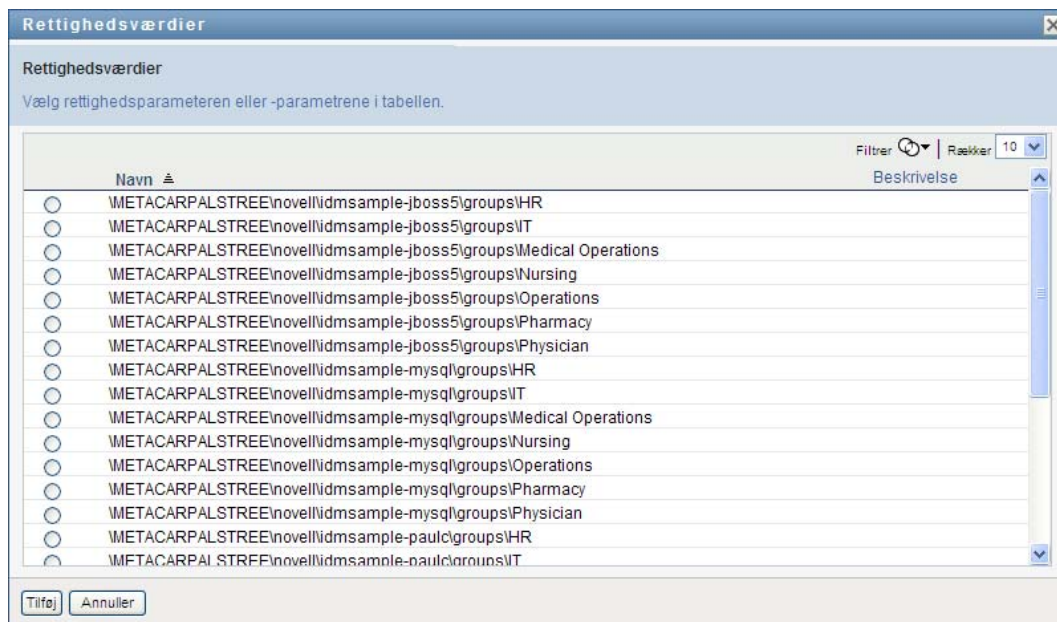 Rettighedsværdier
Rettighedsværdier
Vælg rettighedsparameteren eller -parametrene i tabellen.
Filtrer | Rækker 10
Navn Beskrivelse
\METACARPALSTREE\novell\idmsample-jboss5\groups\HR
\METACARPALSTREE\novell\idmsample-jboss5\groups\IT
\METACARPALSTREE\novell\idmsample-jboss5\groups\Medical Operations
\METACARPALSTREE\novell\idmsample-jboss5\groups\Nursing
\METACARPALSTREE\novell\idmsample-jboss5\groups\Operations
\METACARPALSTREE\novell\idmsample-jboss5\groups\Pharmacy
\METACARPALSTREE\novell\idmsample-jboss5\groups\Physician
\METACARPALSTREE\novell\idmsample-mysql\groups\HR
\METACARPALSTREE\novell\idmsample-mysql\groups\IT
\METACARPALSTREE\novell\idmsample-mysql\groups\Medical Operations
\METACARPALSTREE\novell\idmsample-mysql\groups\Nursing
\METACARPALSTREE\novell\idmsample-mysql\groups\Operations
\METACARPALSTREE\novell\idmsample-mysql\groups\Pharmacy
\METACARPALSTREE\novell\idmsample-mysql\groups\Physician
\METACARPALSTREE\novell\idmsample-paulc\groups\HR
\METACARPALSTREE\novell\idmsample-paulc\groups\IT
Tilføj Annuller